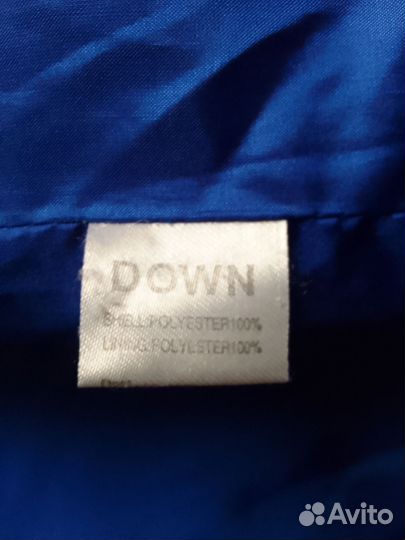 DOWN
SHELL:POLYESTER100%
LINING:POLYESTER100%
Avito